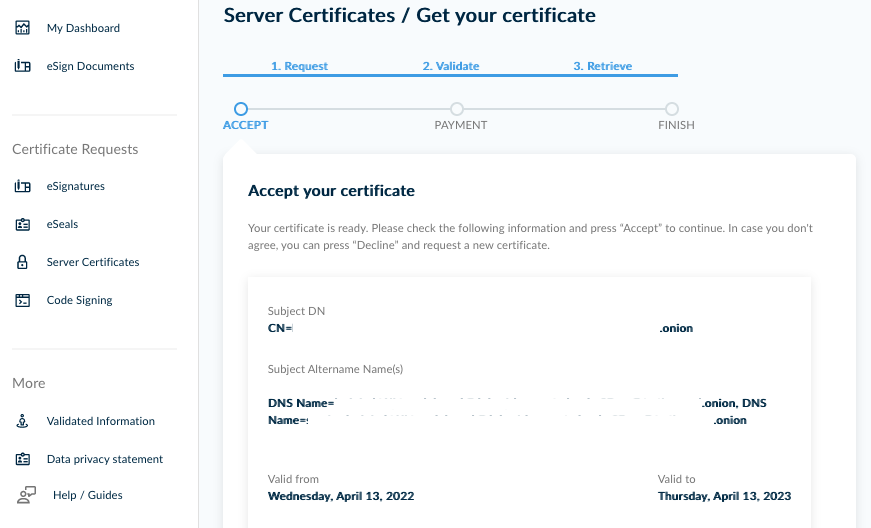 Server Certificates / Get your certificate
My Dashboard
eSign Documents
Certificate Requests
eSignatures
eSeals
Server Certificates
Code Signing
More
Validated Information
Data privacy statement
Help / Guides
1. Request
2. Validate
3. Retrieve
ACCEPT
PAYMENT
FINISH
Accept your certificate
Your certificate is ready. Please check the following information and press “Accept” to continue. In case you don't
agree, you can press “Decline” and request a new certificate.
Subject DN
CN= .onion
Subject Altername Name(s)
DNS Name= .onion, DNS
Name= .onion
Valid from
Wednesday, April 13, 2022
Valid to
Thursday, April 13, 2023